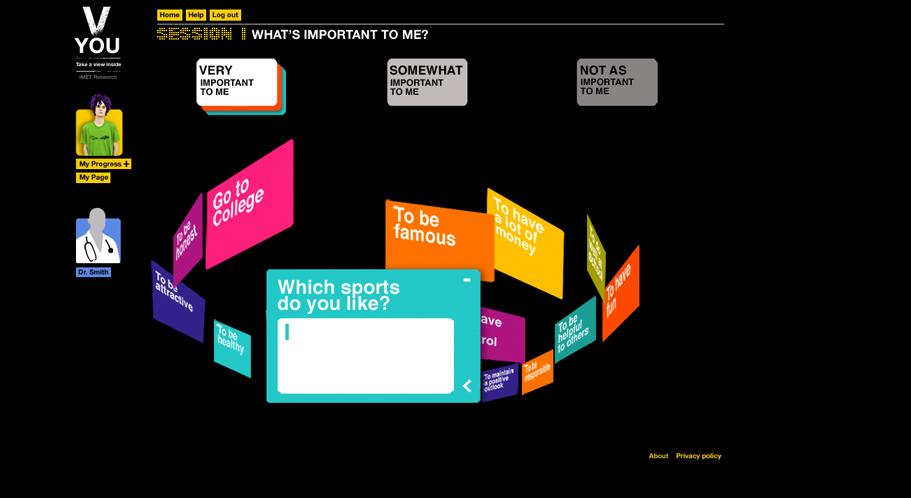 V
YOU
Take a view inside
iMET Research
Home Help Log out
SESSION 1 WHAT'S IMPORTANT TO ME?
VERY
IMPORTANT
TO ME
SOMEWHAT
IMPORTANT
TO ME
NOT AS
IMPORTANT
TO ME
My Progress +
My Page
Dr. Smith
Go to
College
To be
honest
To be
attractive
To be
healthy
To be
famous
To have
a lot of
money
Which sports
do you like?
To have
fun
To be
helpful
to others
To be
responsible
To maintain
a positive
outlook
About Privacy policy